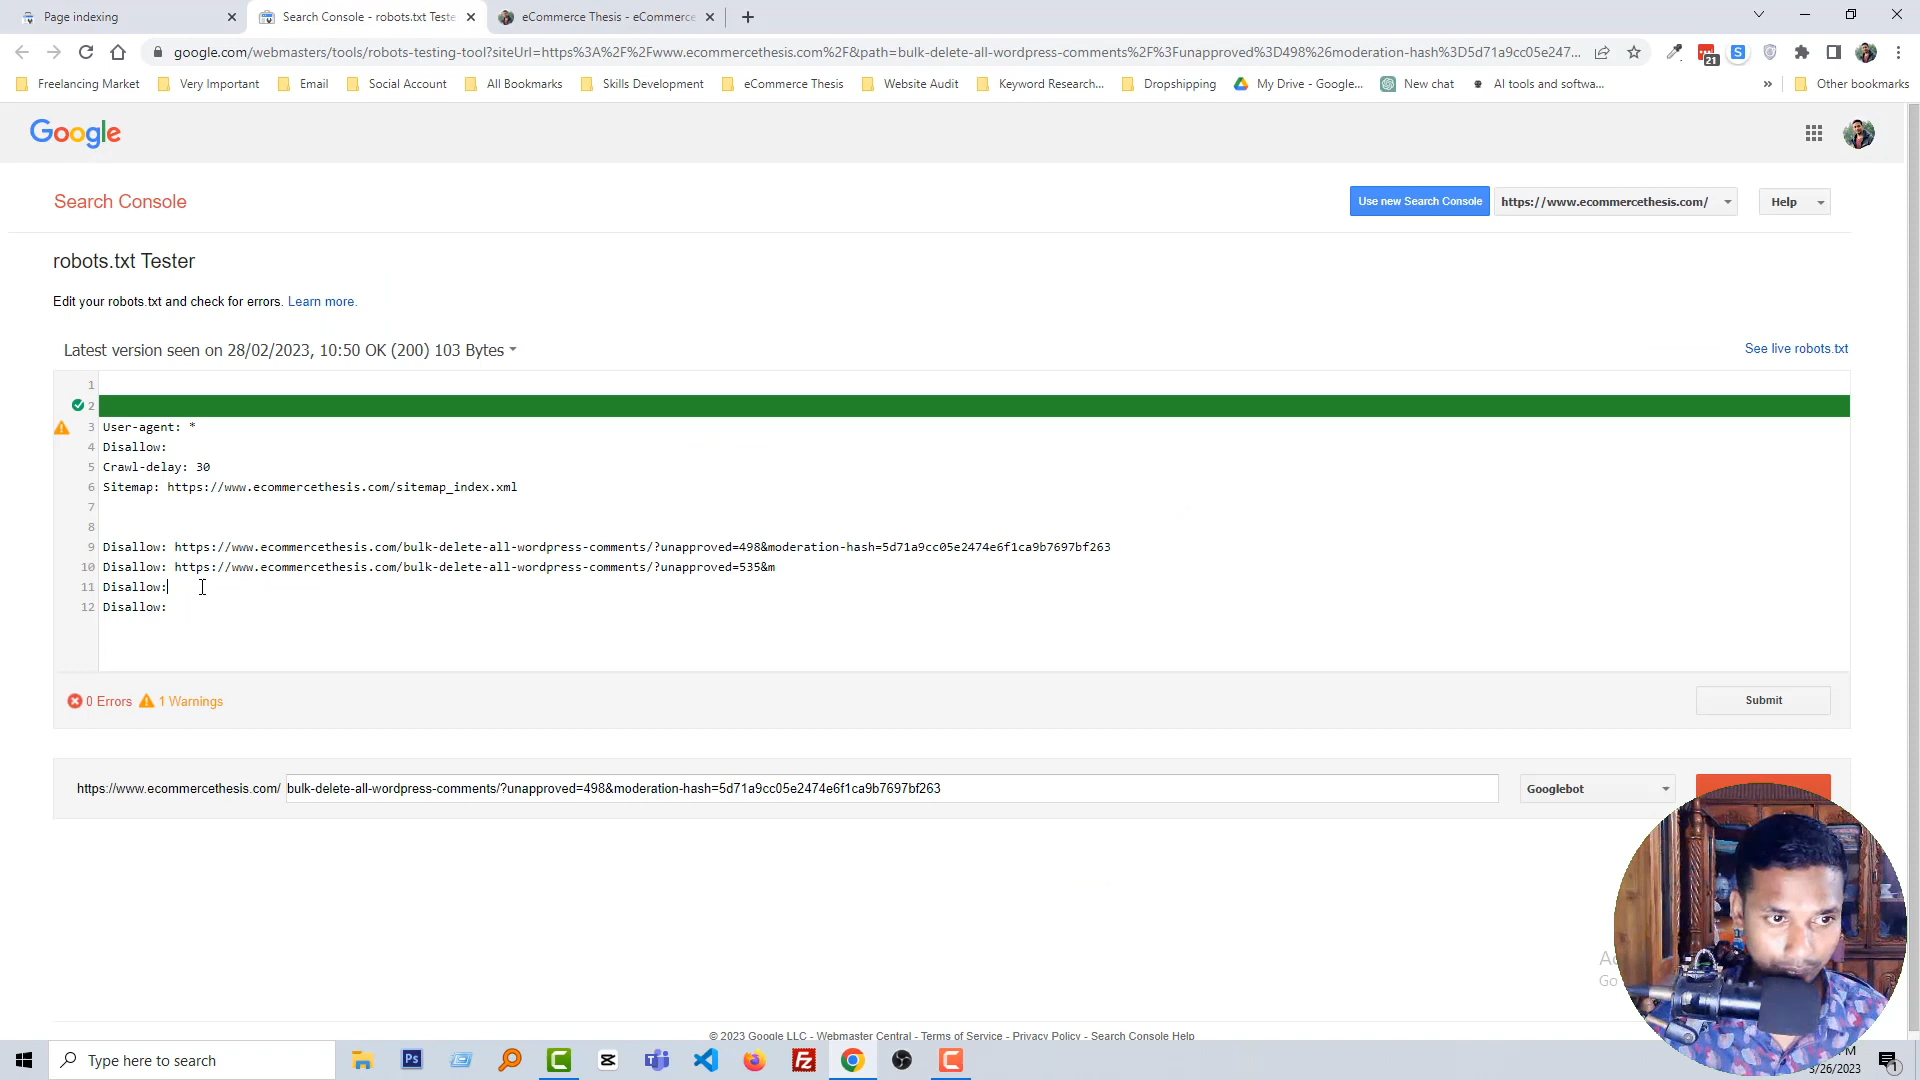 Page indexing
Search Console - robots.txt Teste
eCommerce Thesis - eCommerce
google.com/webmasters/tools/robots-testing-tool?siteUrl=https%3A%2F%2Fwww.ecommercethesis.com%2F&path=bulk-delete-all-wordpress-comments%2F%3Funapproved%3D498%26moderation-hash%3D5d71a9cc05e247...
21
S
Freelancing Market
Very Important
Email
Social Account
All Bookmarks
Skills Development
eCommerce Thesis
Website Audit
Keyword Research...
Dropshipping
My Drive - Google...
New chat
AI tools and softwa...
»
Other bookmarks
Google
Search Console
Use new Search Console
https://www.ecommercethesis.com/
Help
robots.txt Tester
Edit your robots.txt and check for errors. Learn more.
Latest version seen on 28/02/2023, 10:50 OK (200) 103 Bytes
See live robots.txt
1
2
3 User-agent: *
4 Disallow:
5 Crawl-delay: 30
6 Sitemap: https://www.ecommercethesis.com/sitemap_index.xml
7
8
9 Disallow: https://www.ecommercethesis.com/bulk-delete-all-wordpress-comments/?unapproved=498&moderation-hash=5d71a9cc05e2474e6f1ca9b7697bf263
10 Disallow: https://www.ecommercethesis.com/bulk-delete-all-wordpress-comments/?unapproved=535&m
11 Disallow:
12 Disallow:
0 Errors
1 Warnings
Submit
https://www.ecommercethesis.com/
bulk-delete-all-wordpress-comments/?unapproved=498&moderation-hash=5d71a9cc05e2474e6f1ca9b7697bf263
Googlebot
Go
© 2023 Google LLC - Webmaster Central - Terms of Service - Privacy Policy - Search Console Help
Type here to search
Ps
Fz
3/26/2023
1